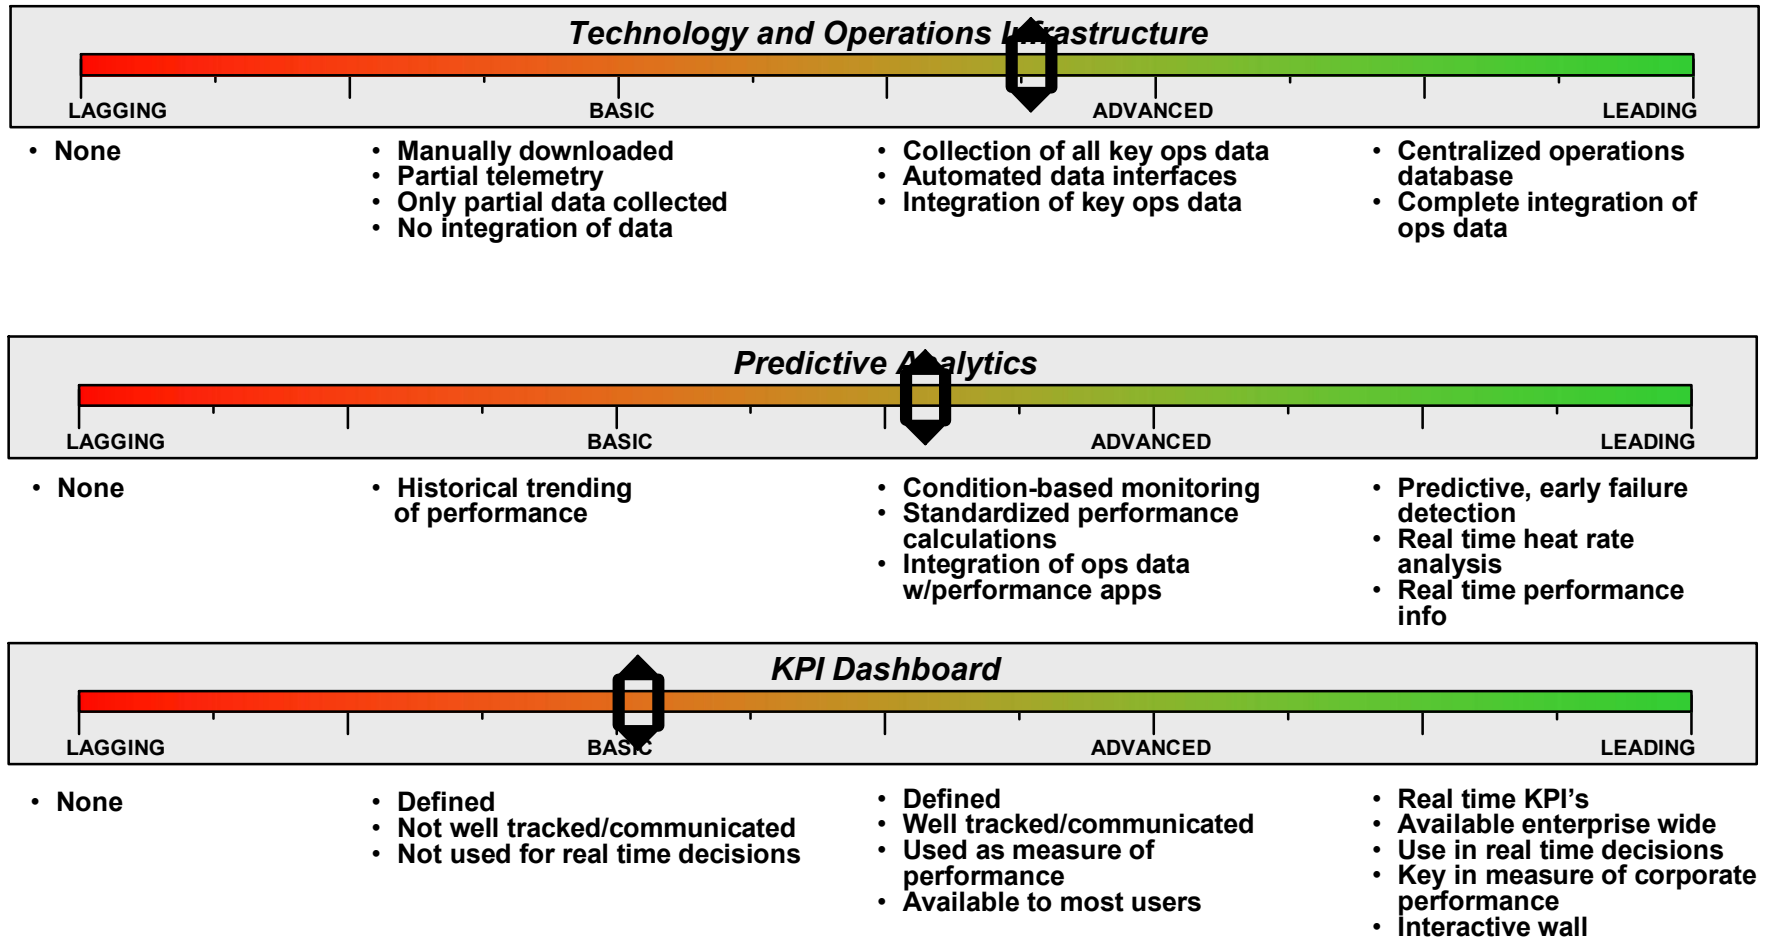 Technology and Operations Infrastructure
LAGGING
BASIC
ADVANCED
LEADING
• None
• Manually downloaded
• Partial telemetry
• Only partial data collected
• No integration of data
• Collection of all key ops data
• Automated data interfaces
• Integration of key ops data
• Centralized operations
database
• Complete integration of
ops data
Predictive Analytics
LAGGING
BASIC
ADVANCED
LEADING
• None
• Historical trending
of performance
• Condition-based monitoring
• Standardized performance
calculations
• Integration of ops data
w/performance apps
• Predictive, early failure
detection
• Real time heat rate
analysis
• Real time performance
info
KPI Dashboard
LAGGING
BASIC
ADVANCED
LEADING
• None
• Defined
• Not well tracked/communicated
• Not used for real time decisions
• Defined
• Well tracked/communicated
• Used as measure of
performance
• Available to most users
• Real time KPI's
• Available enterprise wide
• Use in real time decisions
• Key in measure of corporate
performance
• Interactive wall